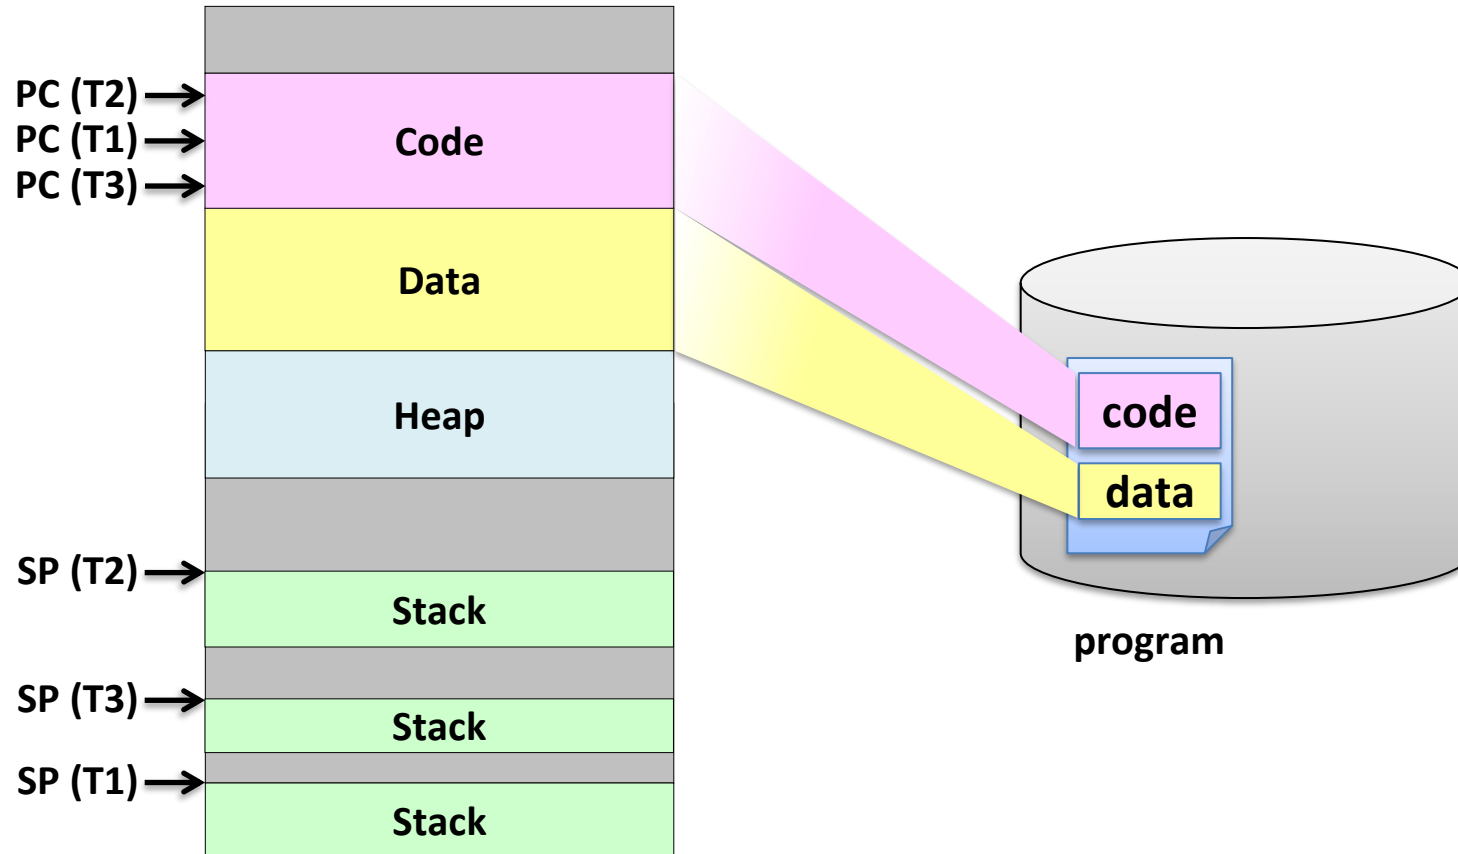 PC (T2)
PC (T1)
PC (T3)
Code
Data
Heap
SP (T2)
Stack
SP (T3)
Stack
SP (T1)
Stack
code
data
program